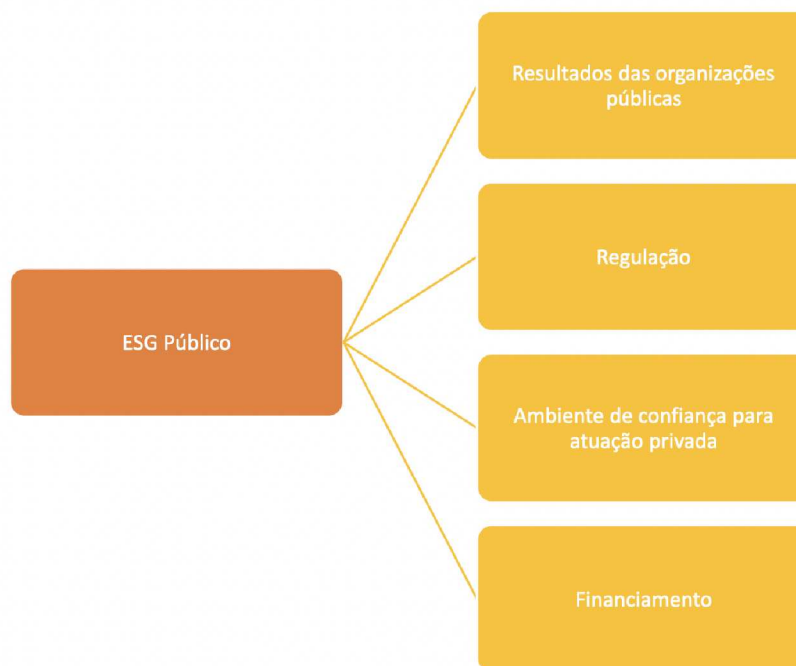 Resultados das organizações
públicas
Regulação
ESG Público
Ambiente de confiança para
atuação privada
Financiamento